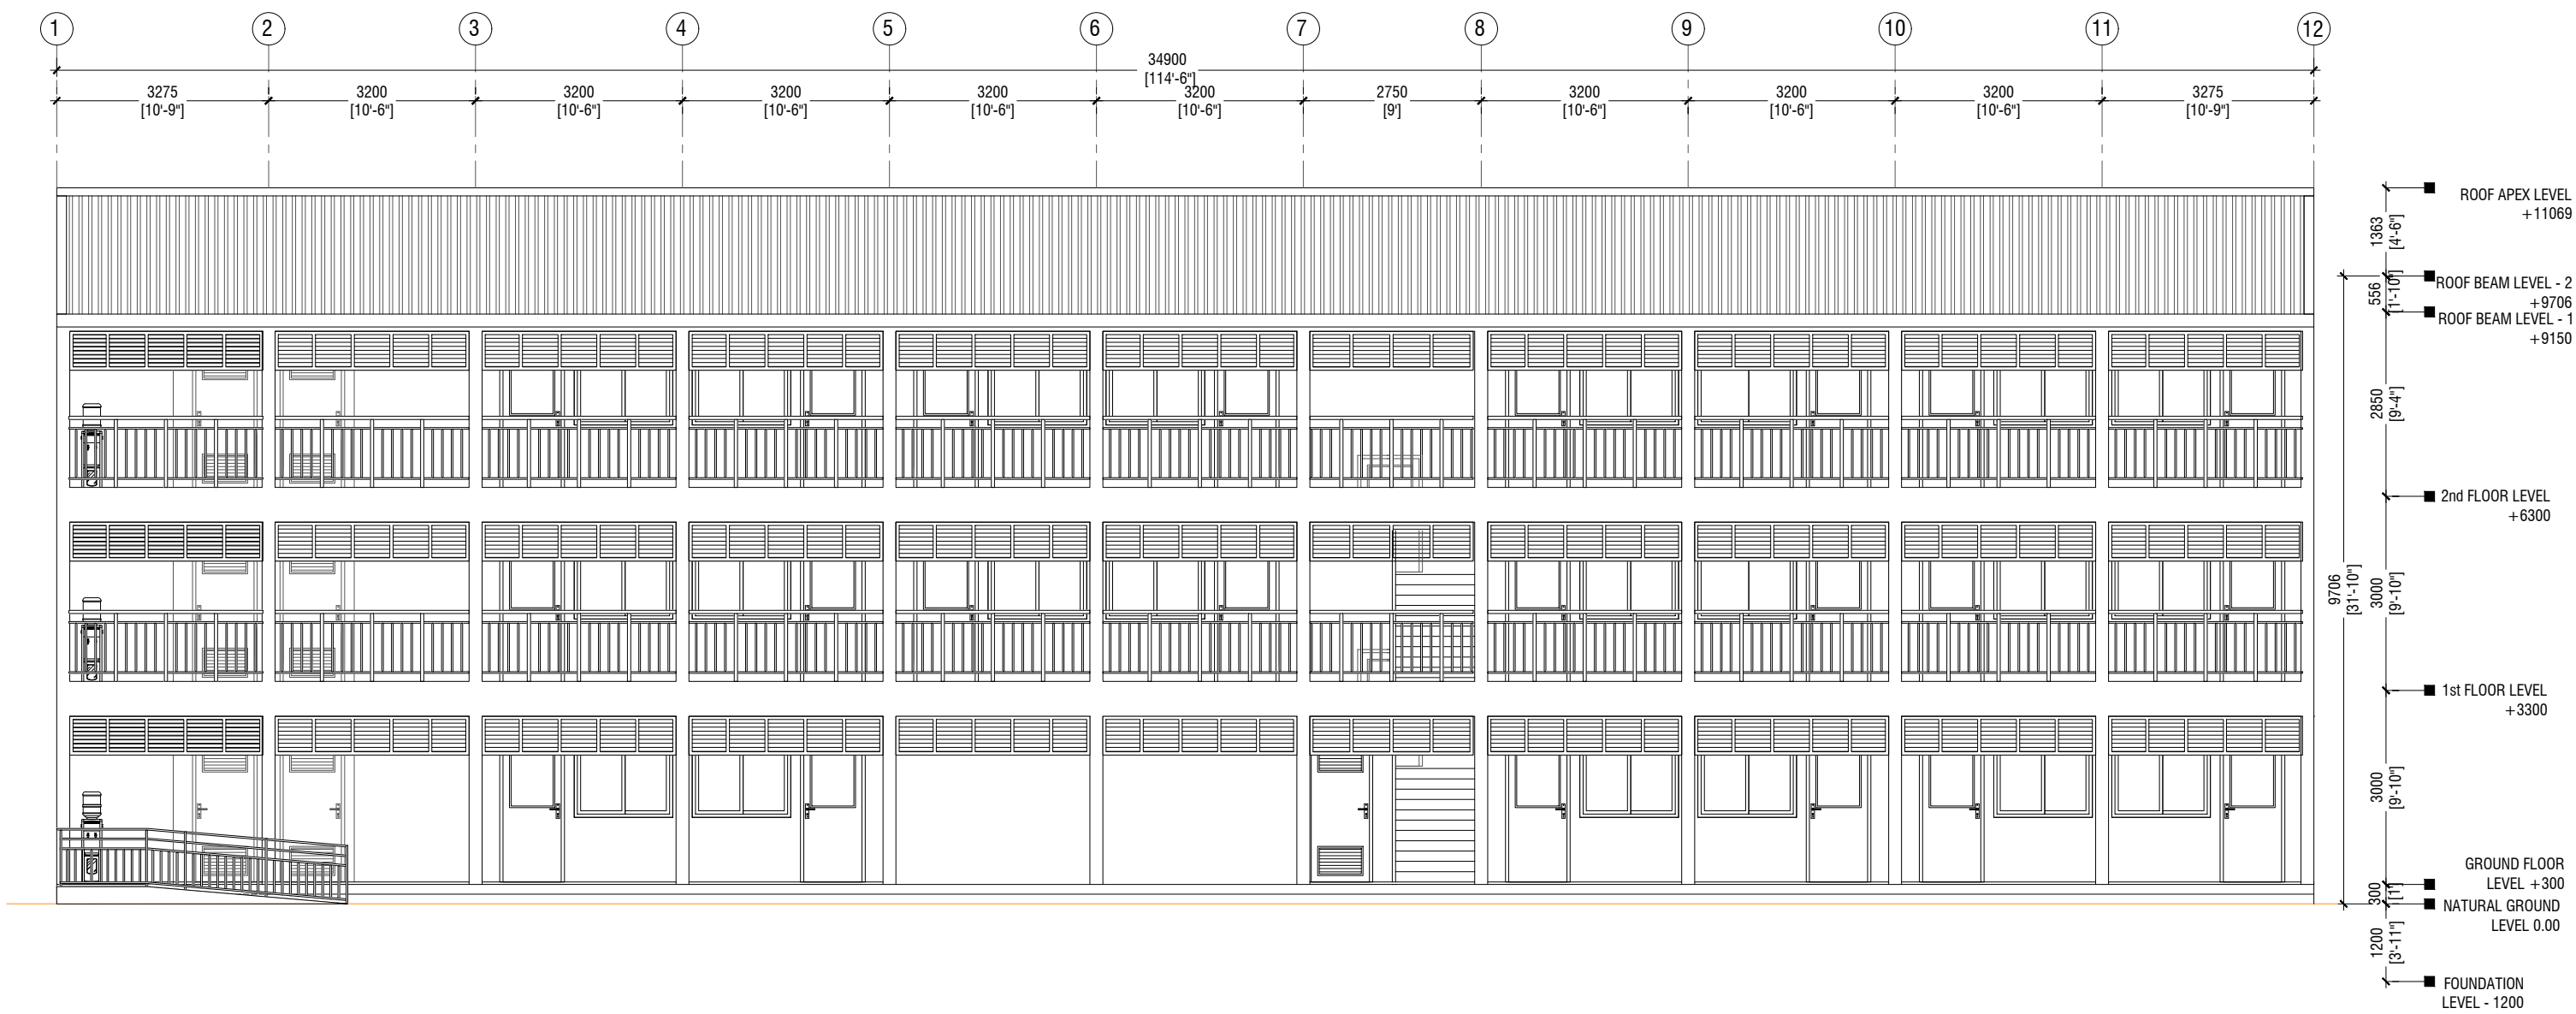 1 2 3 4 5 6 7 8 9 10 11 12
34900
[114'-6"]
3275 3200 3200 3200 3200 3200 2750 3200 3200 3200 3275
[10'-9"] [10'-6"] [10'-6"] [10'-6"] [10'-6"] [10'-6"] [9'] [10'-6"] [10'-6"] [10'-6"] [10'-9"]
ROOF APEX LEVEL
+11069
1363
[4'-6"]
ROOF BEAM LEVEL - 2
+9706
556
[1'-10"]
ROOF BEAM LEVEL - 1
+9150
2850
[9'-4"]
2nd FLOOR LEVEL
+6300
9706
[31'-10"]
3000
[9'-10"]
1st FLOOR LEVEL
+3300
3000
[9'-10"]
GROUND FLOOR
LEVEL +300
300
[1']
NATURAL GROUND
LEVEL 0.00
1200
[3'-11"]
FOUNDATION
LEVEL - 1200